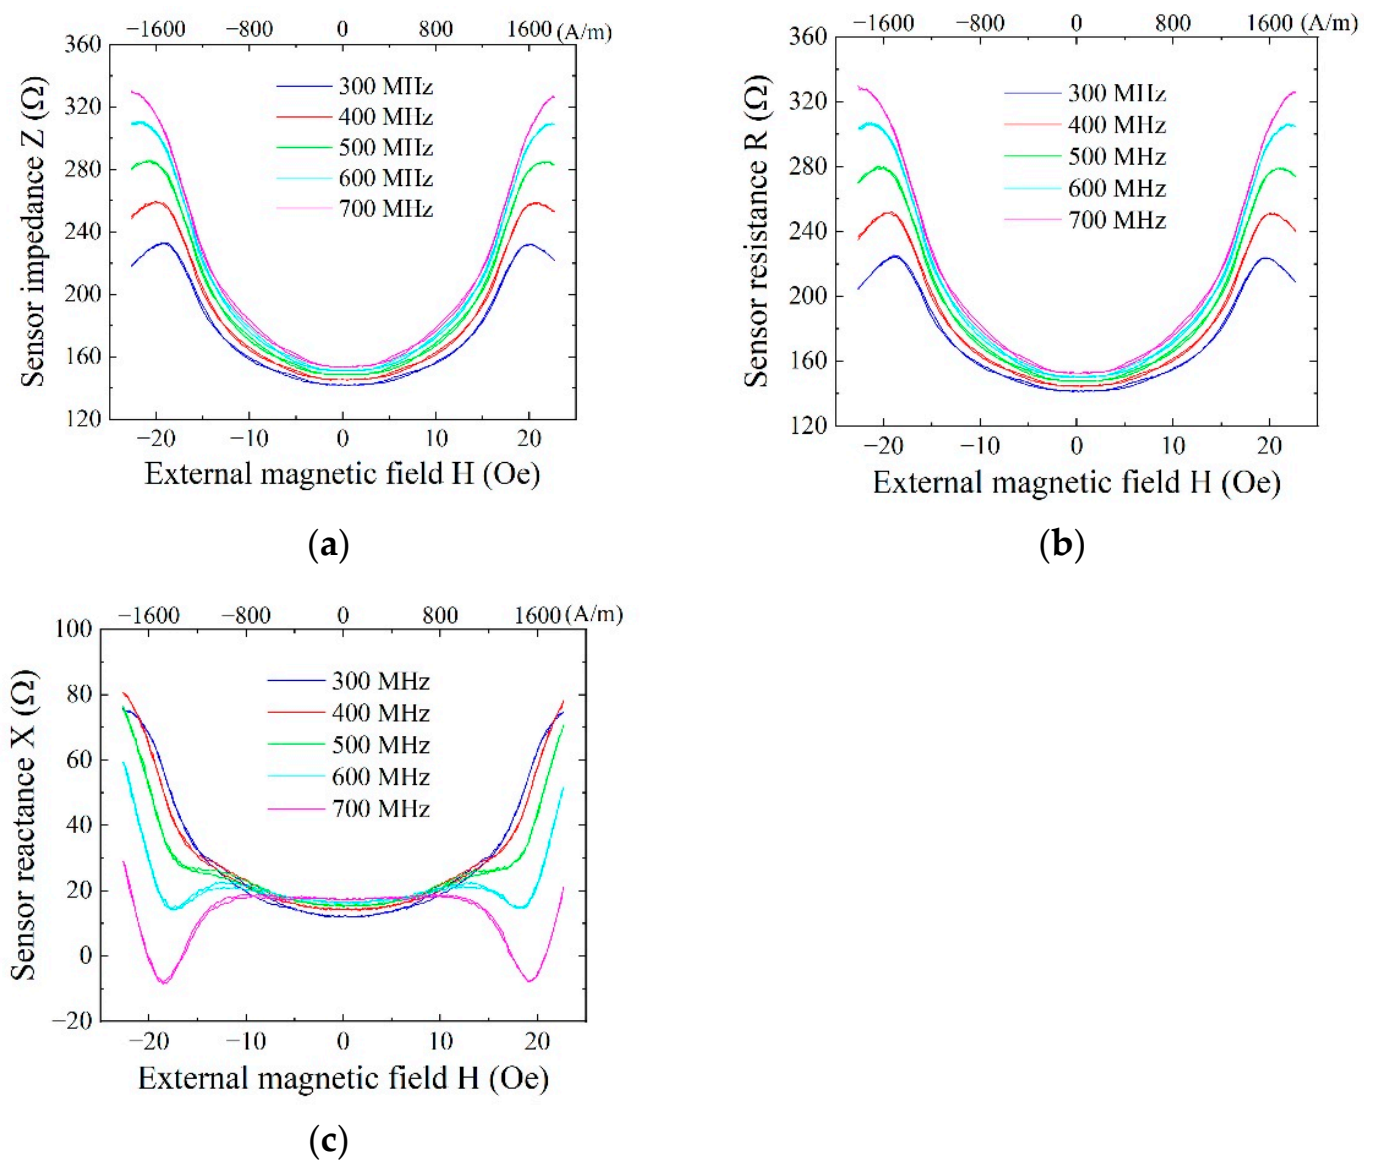 −1600 −800 0 800 1600 (A/m)
360
320
280
240
200
160
120
Sensor impedance Z (Ω)
300 MHz
400 MHz
500 MHz
600 MHz
700 MHz
−20 −10 0 10 20
External magnetic field H (Oe)
(a)
−1600 −800 0 800 1600 (A/m)
360
320
280
240
200
160
120
Sensor resistance R (Ω)
300 MHz
400 MHz
500 MHz
600 MHz
700 MHz
−20 −10 0 10 20
External magnetic field H (Oe)
(b)
−1600 −800 0 800 1600 (A/m)
100
80
60
40
20
0
−20
Sensor reactance X (Ω)
300 MHz
400 MHz
500 MHz
600 MHz
700 MHz
−20 −10 0 10 20
External magnetic field H (Oe)
(c)